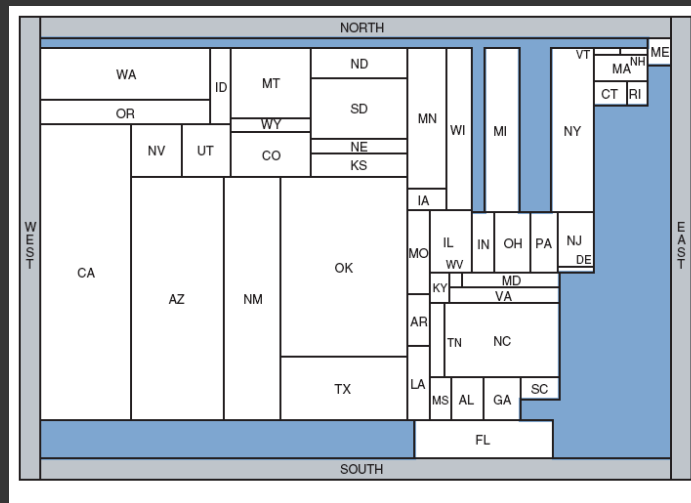 NORTH
WEST
EAST
SOUTH
WA
OR
ID
MT
WY
ND
SD
NE
KS
MN
WI
MI
NY
VT
NH
MA
ME
CT
RI
NV
UT
CO
IA
CA
AZ
NM
OK
TX
MO
IL
WV
IN
OH
PA
NJ
DE
KY
MD
VA
AR
TN
NC
LA
MS
AL
GA
SC
FL